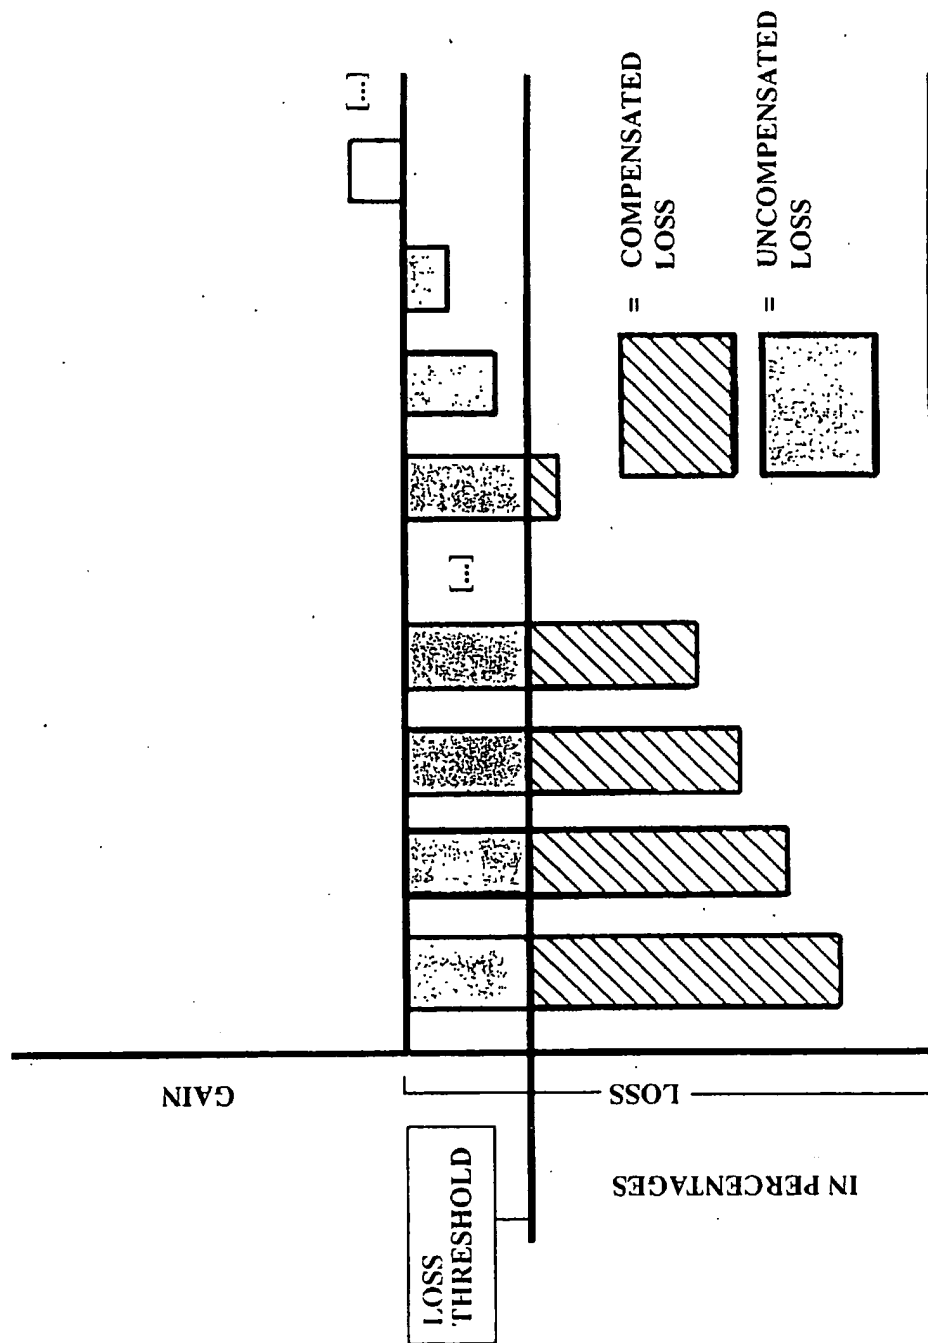 GAIN
LOSS
THRESHOLD
LOSS
IN PERCENTAGES
[...]
[...]
= COMPENSATED
LOSS
= UNCOMPENSATED
LOSS